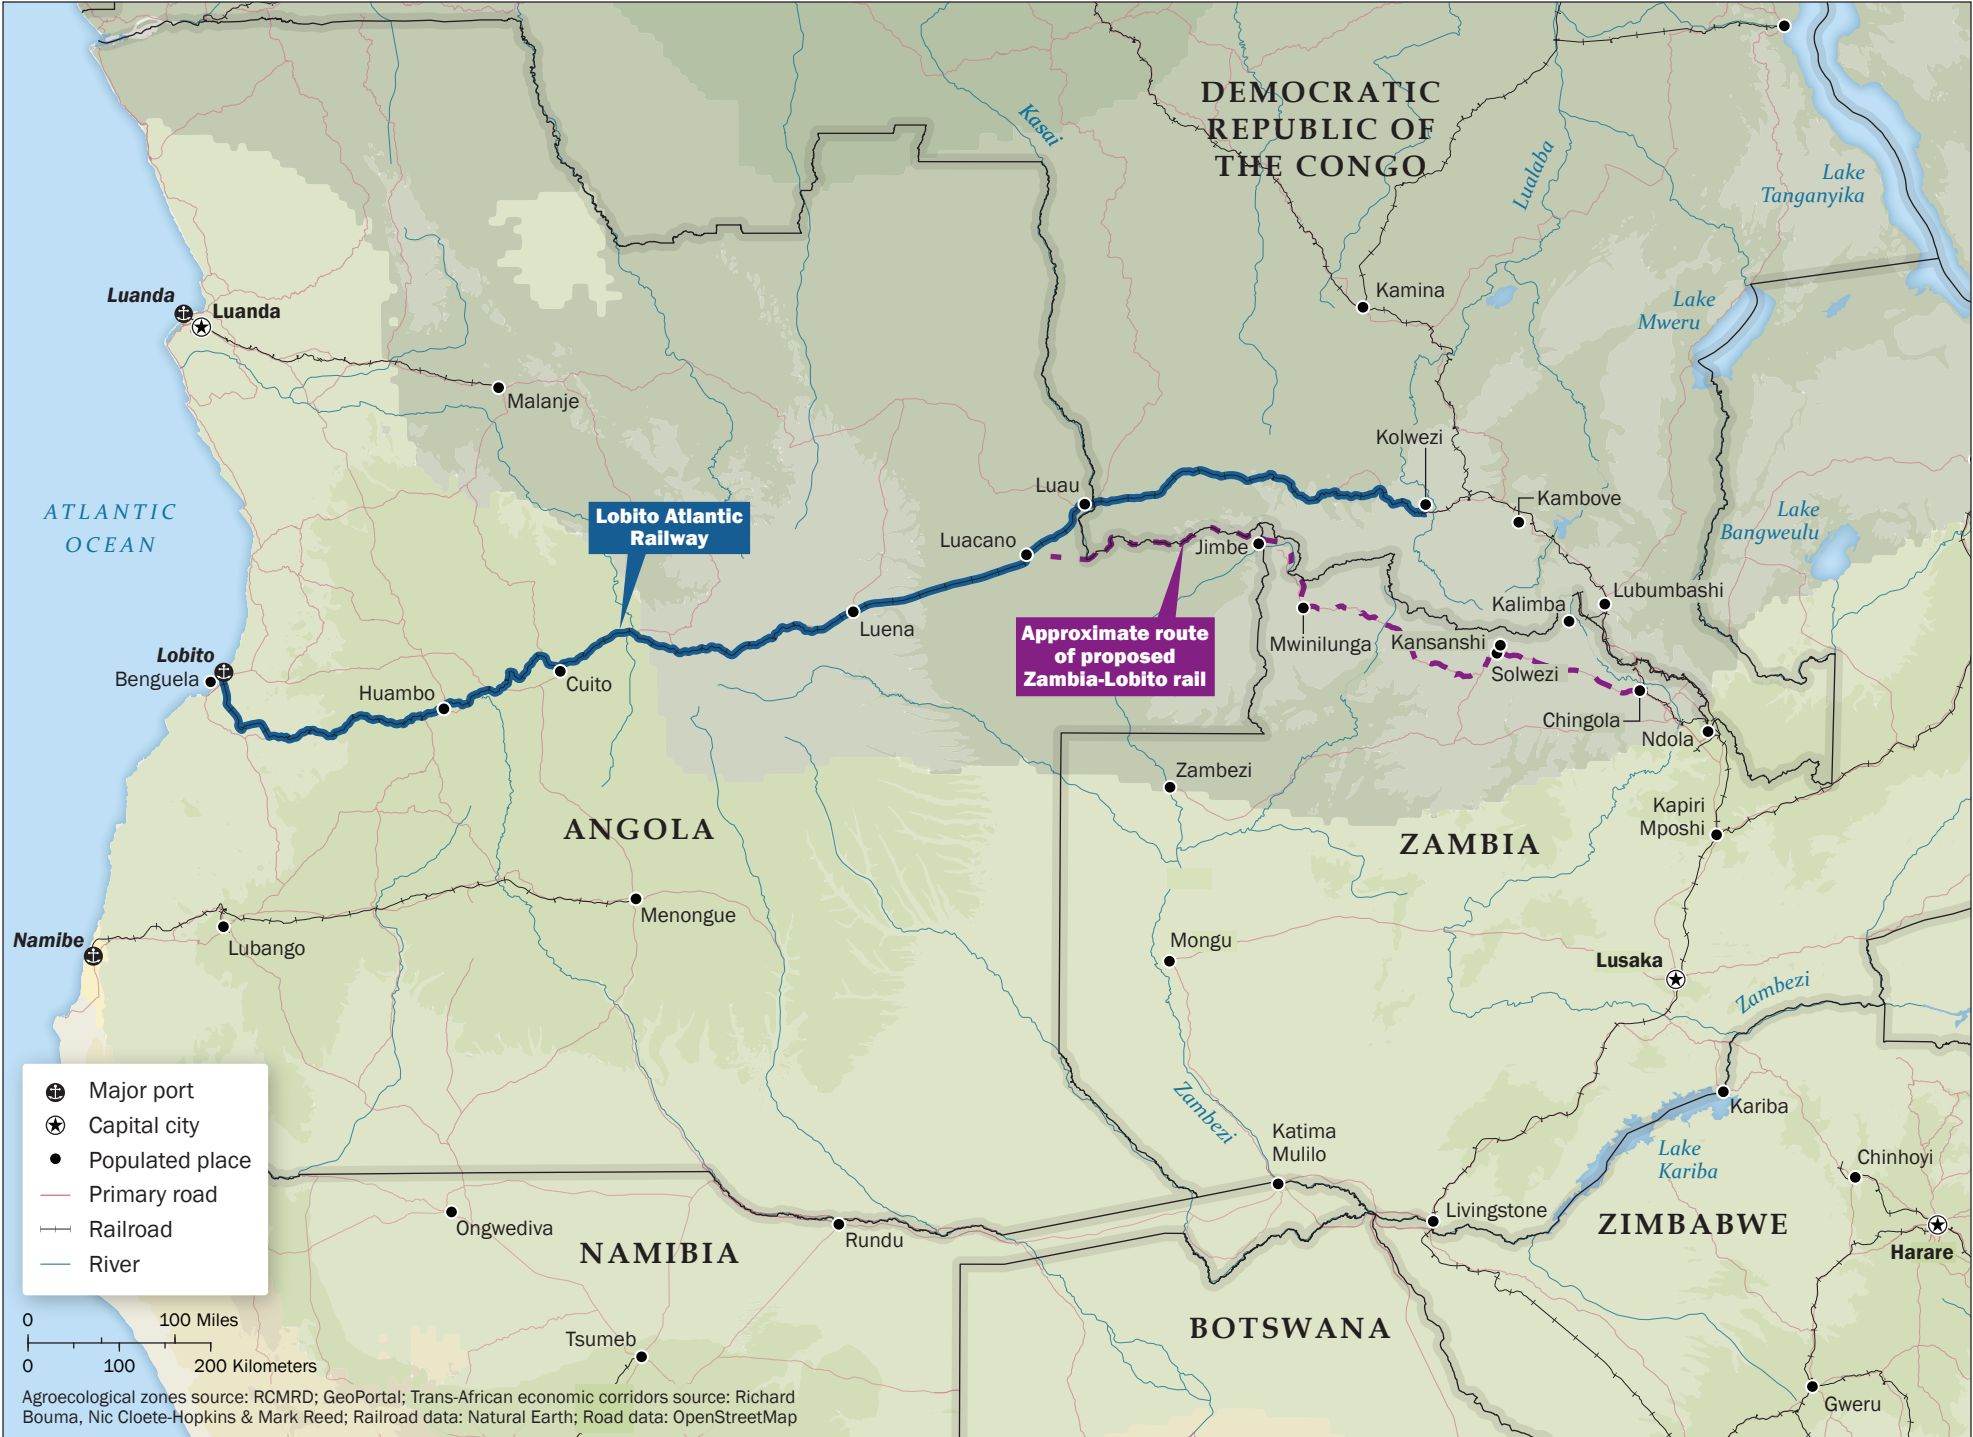 DEMOCRATIC
REPUBLIC OF
THE CONGO
Kasai
Lualaba
Lake
Tanganyika
Luanda
Luanda
Kamina
Lake
Mweru
Malanje
Kolwezi
Luau
Kambove
ATLANTIC
OCEAN
Lobito Atlantic
Railway
Lake
Bangweulu
Luacano
Jimbe
Kalimba
Lubumbashi
Luena
Approximate route
of proposed
Zambia-Lobito rail
Mwinilunga
Kansanshi
Solwezi
Lobito
Benguela
Huambo
Cuito
Chingola
Ndola
Zambezi
Kapiri
Mposhi
ANGOLA
ZAMBIA
Menongue
Namibe
Lubango
Mongu
Lusaka
Zambezi
Zambezi
Kariba
Katima
Mulilo
Lake
Kariba
Chinhoyi
Livingstone
ZIMBABWE
Harare
Ongwediva
NAMIBIA
Rundu
BOTSWANA
Tsumeb
Gweru
Major port
Capital city
Populated place
Primary road
Railroad
River
0 100 Miles
0 100 200 Kilometers
Agroecological zones source: RCMRD; GeoPortal; Trans-African economic corridors source: Richard
Bouma, Nic Cloete-Hopkins & Mark Reed; Railroad data: Natural Earth; Road data: OpenStreetMap